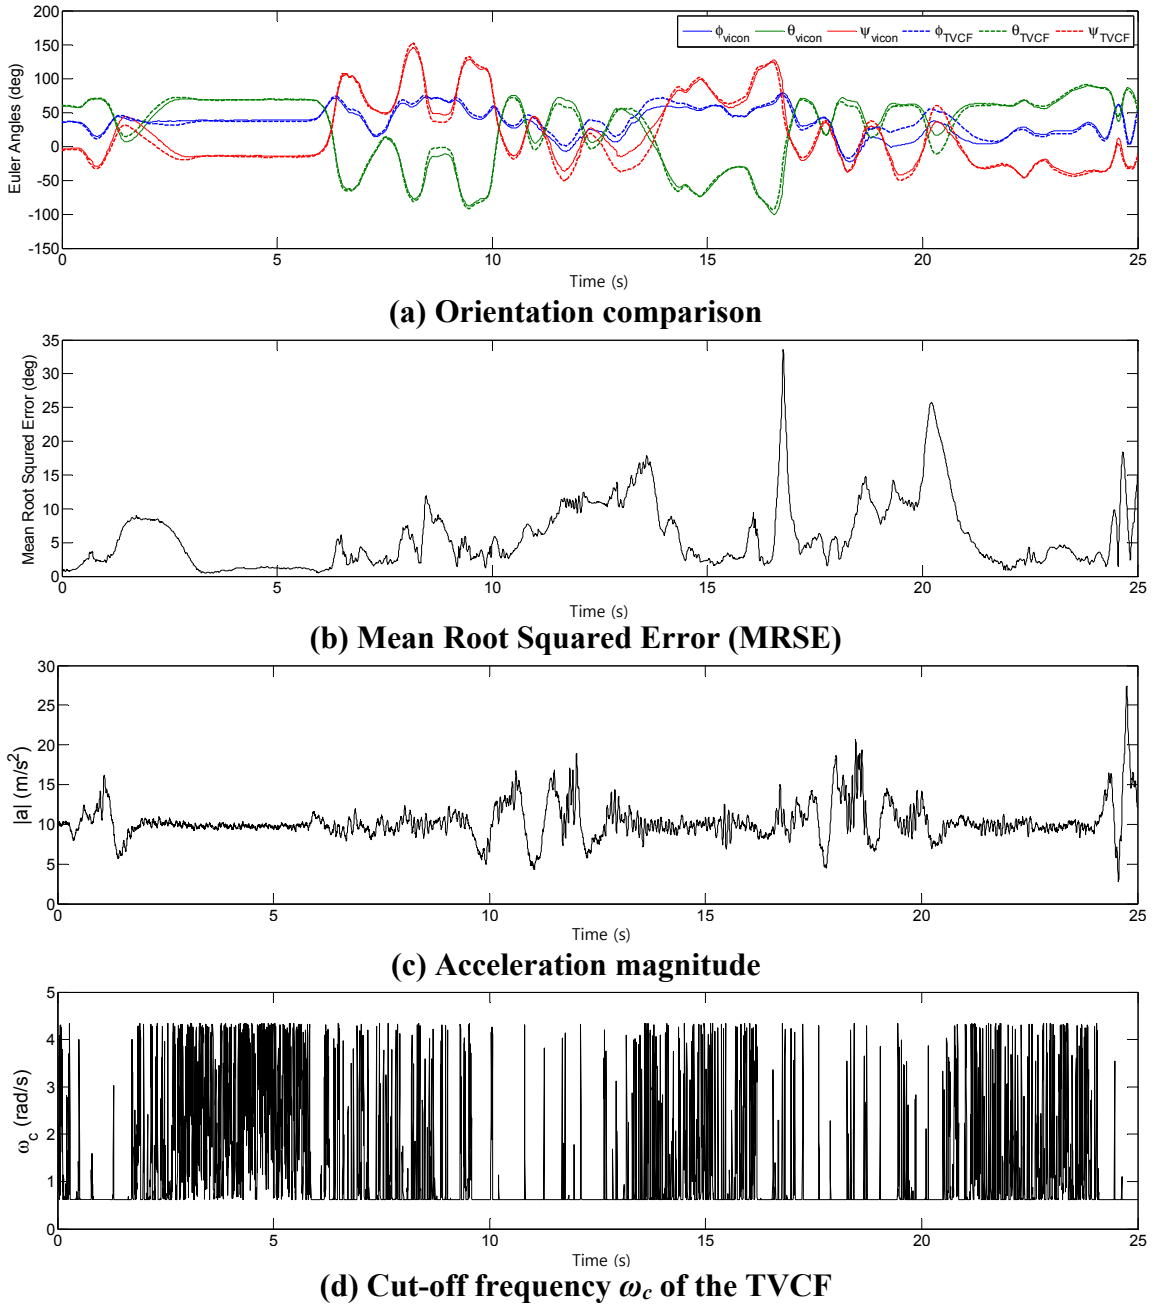 200
150
100
50
0
-50
-100
-150
Euler Angles (deg)
ϕvicon θvicon ψvicon ϕTVCF θTVCF ψTVCF
0 5 10 15 20 25
Time (s)
(a) Orientation comparison
35
30
25
20
15
10
5
0
Mean Root Squred Error (deg)
0 5 10 15 20 25
Time (s)
(b) Mean Root Squared Error (MRSE)
30
25
20
15
10
5
0
|a| (m/s²)
0 5 10 15 20 25
Time (s)
(c) Acceleration magnitude
5
4
3
2
1
0
ωc (rad/s)
0 5 10 15 20 25
Time (s)
(d) Cut-off frequency ωc of the TVCF